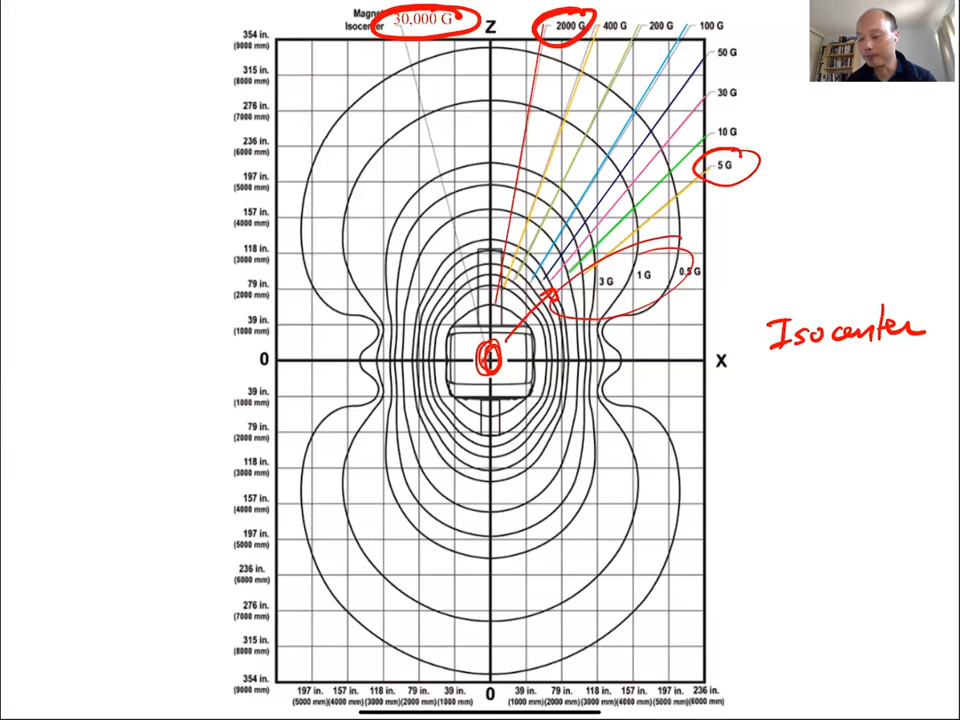 Magne 30,000 G Z 2000 G 400 G 200 G 100 G
Isocenter
354 in.
(9000 mm)
50 G
315 in.
(8000 mm)
30 G
276 in.
(7000 mm)
10 G
236 in.
(6000 mm)
5 G
197 in.
(5000 mm)
157 in.
(4000 mm)
118 in.
(3000 mm)
3 G 1 G 0.5 G
79 in.
(2000 mm)
39 in.
(1000 mm)
Isocenter
0 X
39 in.
(1000 mm)
79 in.
(2000 mm)
118 in.
(3000 mm)
157 in.
(4000 mm)
197 in.
(5000 mm)
236 in.
(6000 mm)
276 in.
(7000 mm)
315 in.
(8000 mm)
354 in.
(9000 mm)
197 in. 157 in. 118 in. 79 in. 39 in. 0 39 in. 79 in. 118 in. 157 in. 197 in. 236 in.
(5000 mm)(4000 mm)(3000 mm)(2000 mm)(1000 mm) (1000 mm)(2000 mm)(3000 mm)(4000 mm)(5000 mm)(6000 mm)